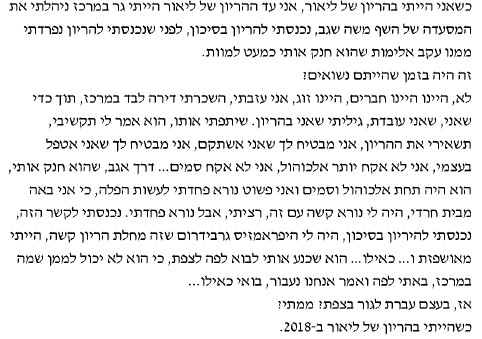 כשאני הייתי בהריון של ליאור, אני עד ההריון של ליאור הייתי גר במרכז ניהלתי את
המסעדה של השף משה שגב, נכנסתי להריון בסיכון, לפני שנכנסתי להריון נפרדתי
ממנו עקב אלימות שהוא חנק אותי כמעט למוות.
זה היה בזמן שהייתם נשואים?
לא, היינו היינו חברים, היינו זוג, אני עזבתי, השכרתי דירה לבד במרכז, תוך כדי
שאני, שאני עובדת, גיליתי שאני בהריון. שיתפתי אותו, הוא אמר לי תקשיבי,
תשאירי את ההריון, אני מבטיח לך שאני אשתקם, אני מבטיח לך שאני אטפל
בעצמי, אני לא אקח יותר אלכוהול, אני לא אקח סמים... דרך אגב, שהוא חנק אותי,
הוא היה תחת אלכוהול וסמים ואני פשוט נורא פחדתי לעשות הפלה, כי אני באה
מבית חרדי, היה לי נורא קשה עם זה, רציתי, אבל נורא פחדתי. נכנסתי לקשר הזה,
נכנסתי להיריון בסיכון, היה לי היפראמזיס גרבידרום שזה מחלת הריון קשה, הייתי
מאושפזת ו... כאילו... הוא שכנע אותי לבוא לפה לצפת, כי הוא לא יכול לממן שמה
במרכז, באתי לפה ואמר אנחנו נעבור, בואי כאילו...
אז, בעצם עברת לגור בצפת? ממתי?
כשהייתי בהריון של ליאור ב-2018.